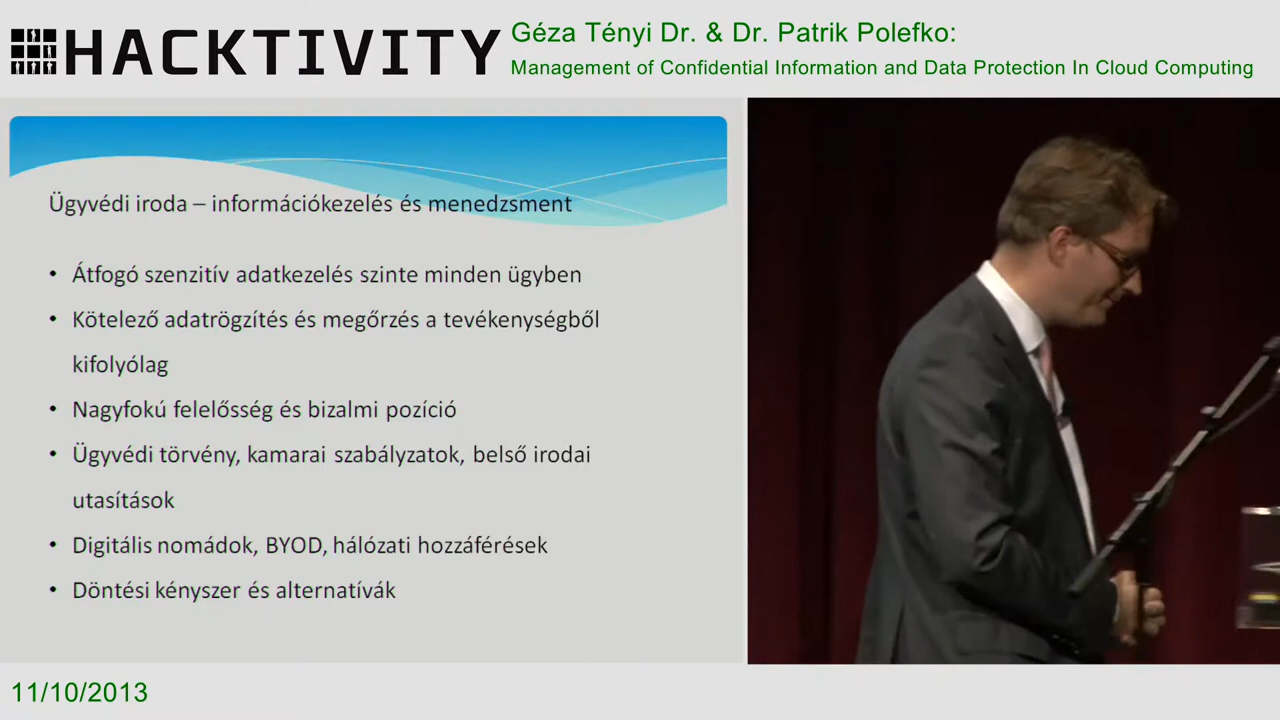 HACKTIVITY
Géza Tényi Dr. & Dr. Patrik Polefko:
Management of Confidential Information and Data Protection In Cloud Computing
Ügyvédi iroda – információkezelés és menedzsment
• Átfogó szenzitív adatkezelés szinte minden ügyben
• Kötelező adatrögzítés és megőrzés a tevékenységből
kifolyólag
• Nagyfokú felelősség és bizalmi pozíció
• Ügyvédi törvény, kamarai szabályzatok, belső irodai
utasítások
• Digitális nomádok, BYOD, hálózati hozzáférések
• Döntési kényszer és alternatívák
11/10/2013